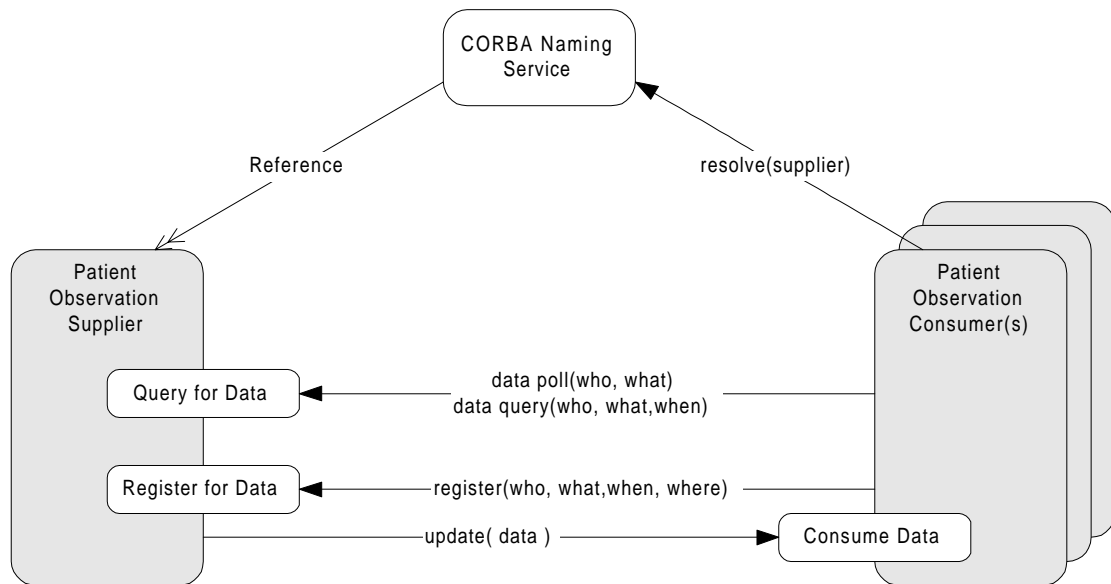 CORBA Naming
Service
Reference
resolve(supplier)
Patient
Observation
Supplier
Patient
Observation
Consumer(s)
Query for Data
data poll(who, what)
data query(who, what,when)
Register for Data
register(who, what,when, where)
update( data )
Consume Data